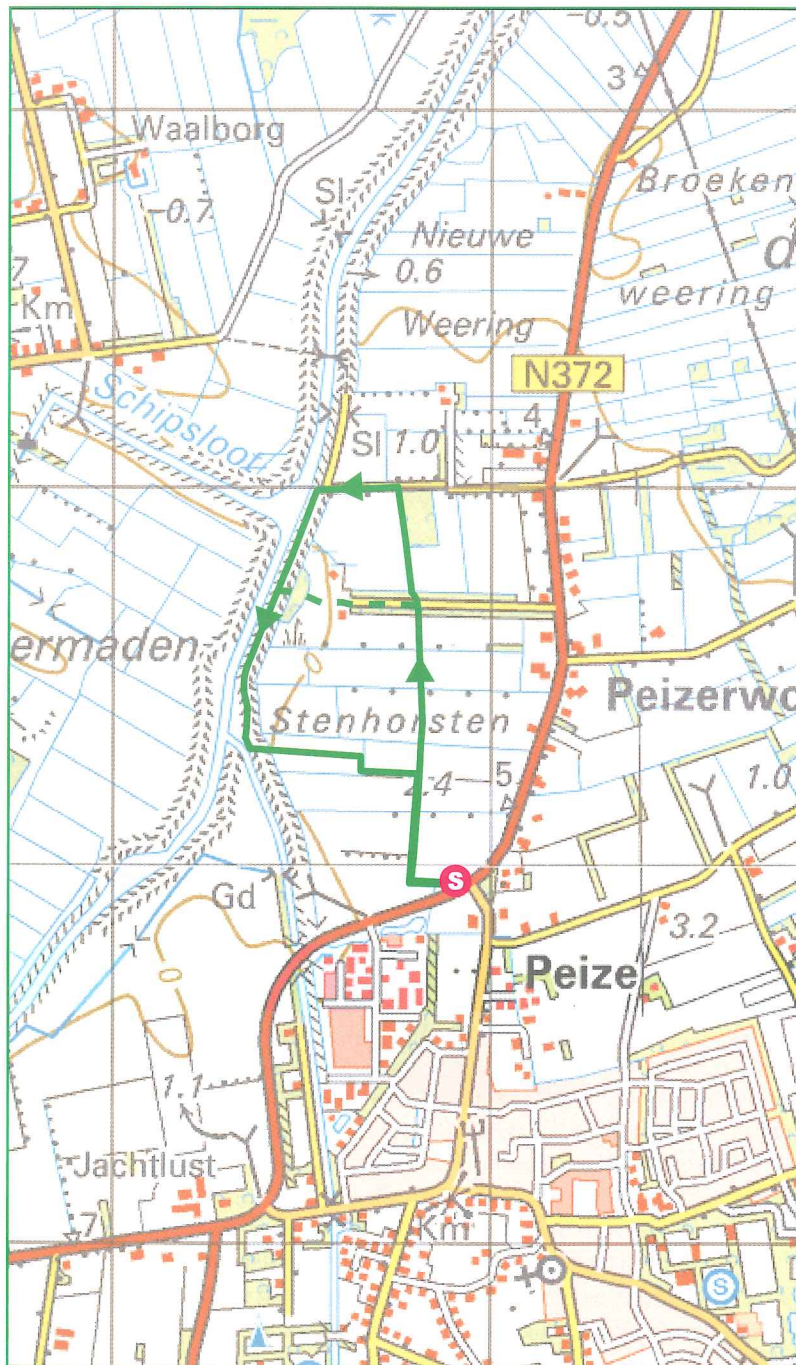 -0.5
3
Waalborg
Sl
Broeken
-0.7
Nieuwe
d
0.6
weering
7
Km
Weering
N372
Schipsloot
4
Sl 1.0
ermaden
0
Peizerwo
Stenhorsten
2.4
5
1.0
S
Gd
3.2
0
Peize
1.1
Jachtlust
7
Km
S